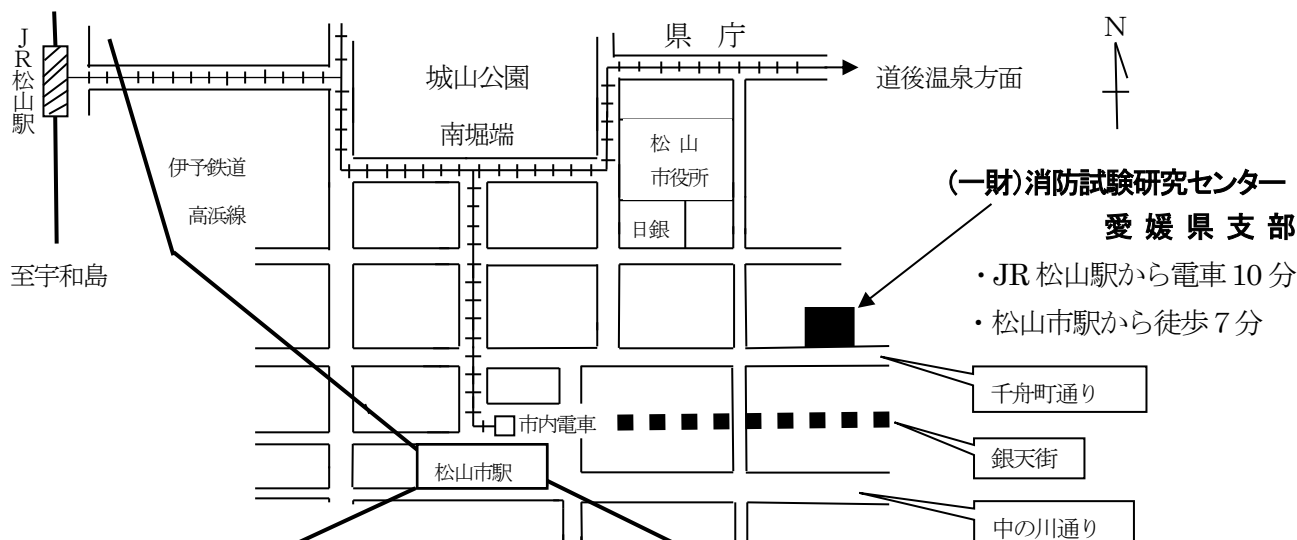 JR松山駅
県 庁
N
城山公園
道後温泉方面
南堀端
松 山
市役所
伊予鉄道
高浜線
日銀
(一財)消防試験研究センター
愛 媛 県 支 部
・JR 松山駅から電車 10 分
・松山市駅から徒歩 7 分
至宇和島
千舟町通り
市内電車
銀天街
松山市駅
中の川通り